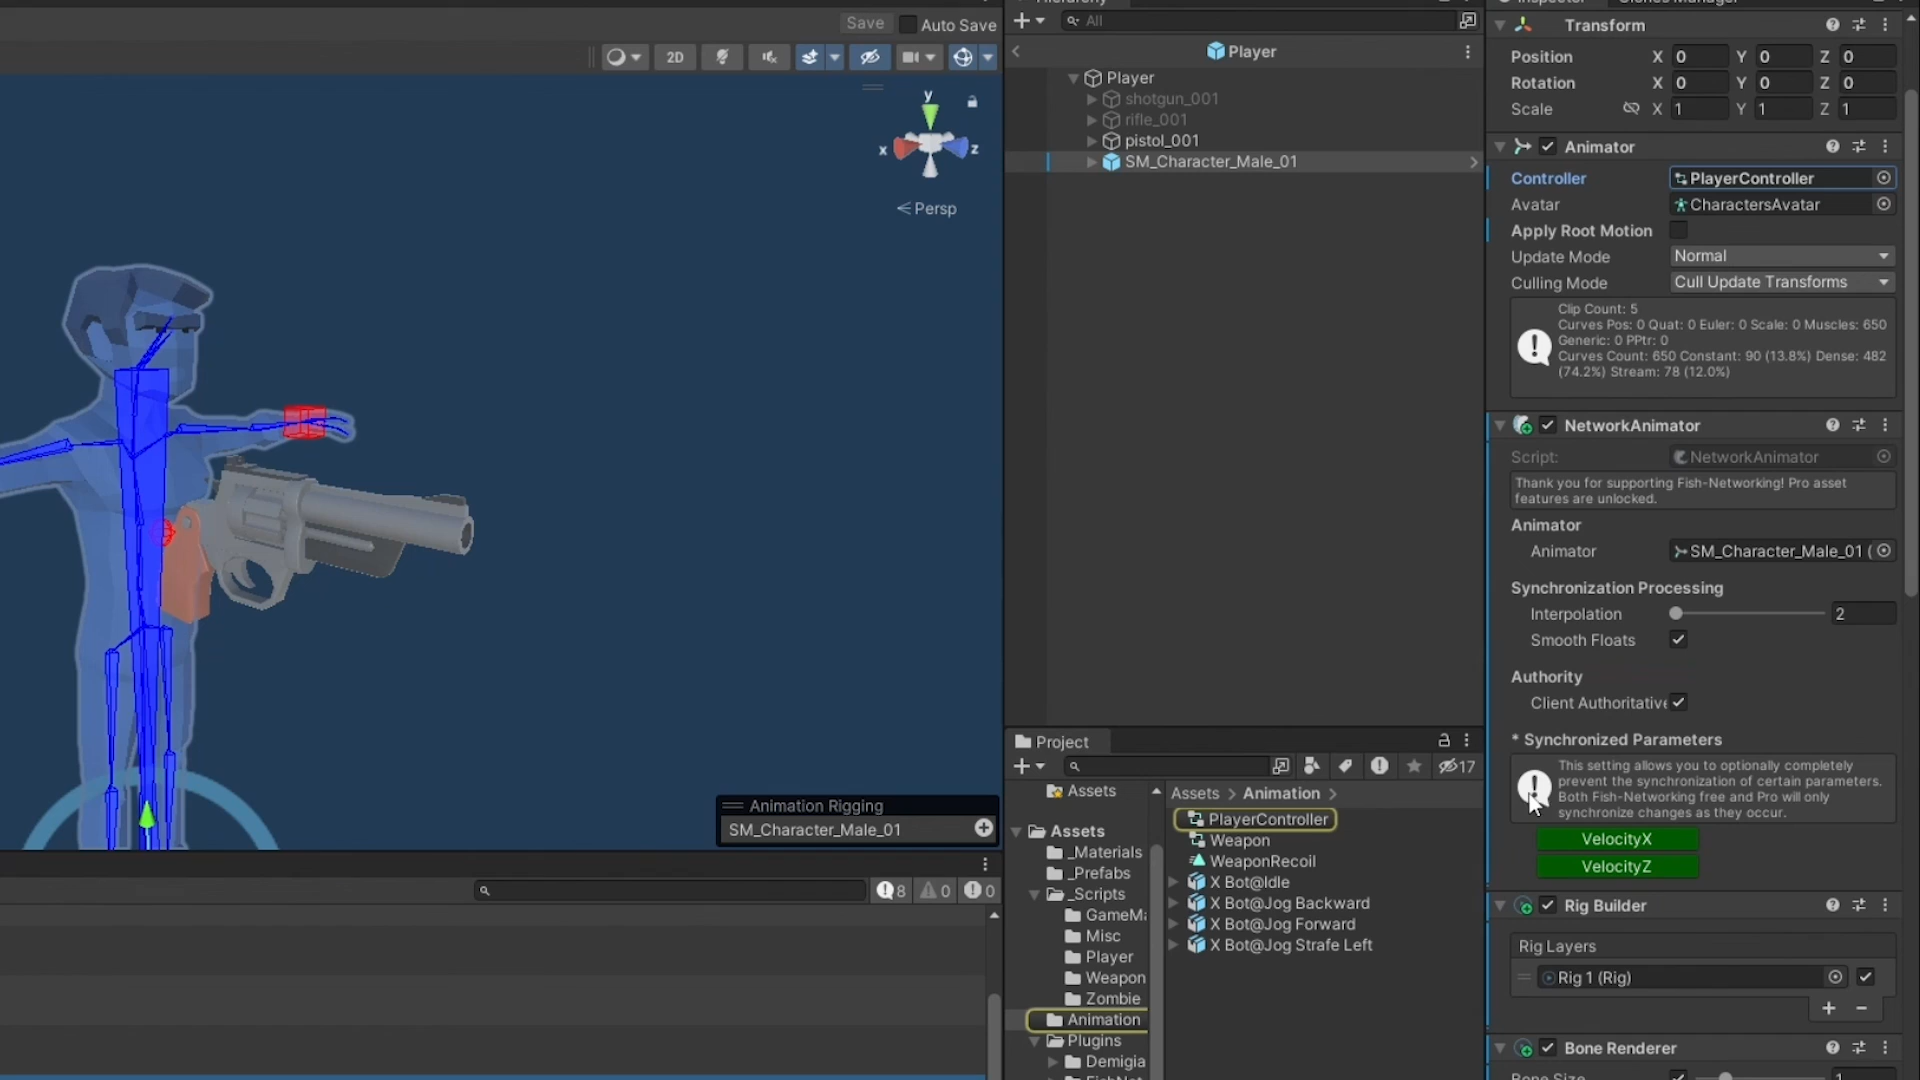 Save Auto Save
2D
y
x z
Persp
Animation Rigging
SM_Character_Male_01
8 0 0
All
Player
Player
shotgun_001
rifle_001
pistol_001
SM_Character_Male_01
Project
17
Assets
Assets
_Materials
_Prefabs
_Scripts
Misc
Player
Weapon
Zombie
Animation
Plugins
Assets > Animation >
PlayerController
Weapon
WeaponRecoil
X Bot@Idle
X Bot@Jog Backward
X Bot@Jog Forward
X Bot@Jog Strafe Left
Transform
Position X 0 Y 0 Z 0
Rotation X 0 Y 0 Z 0
Scale X 1 Y 1 Z 1
Animator
Controller PlayerController
Avatar CharactersAvatar
Apply Root Motion
Update Mode Normal
Culling Mode Cull Update Transforms
Clip Count: 5
Curves Pos: 0 Quat: 0 Euler: 0 Scale: 0 Muscles: 650
Generic: 0 PPtr: 0
Curves Count: 650 Constant: 90 (13.8%) Dense: 482
(74.2%) Stream: 78 (12.0%)
NetworkAnimator
Script: NetworkAnimator
Thank you for supporting Fish-Networking! Pro asset
features are unlocked.
Animator
Animator SM_Character_Male_01 (
Synchronization Processing
Interpolation 2
Smooth Floats
Authority
Client Authoritative
* Synchronized Parameters
This setting allows you to optionally completely
prevent the synchronization of certain parameters.
Both Fish-Networking free and Pro will only
synchronize changes as they occur.
VelocityX
VelocityZ
Rig Builder
Rig Layers
Rig 1 (Rig)
Bone Renderer